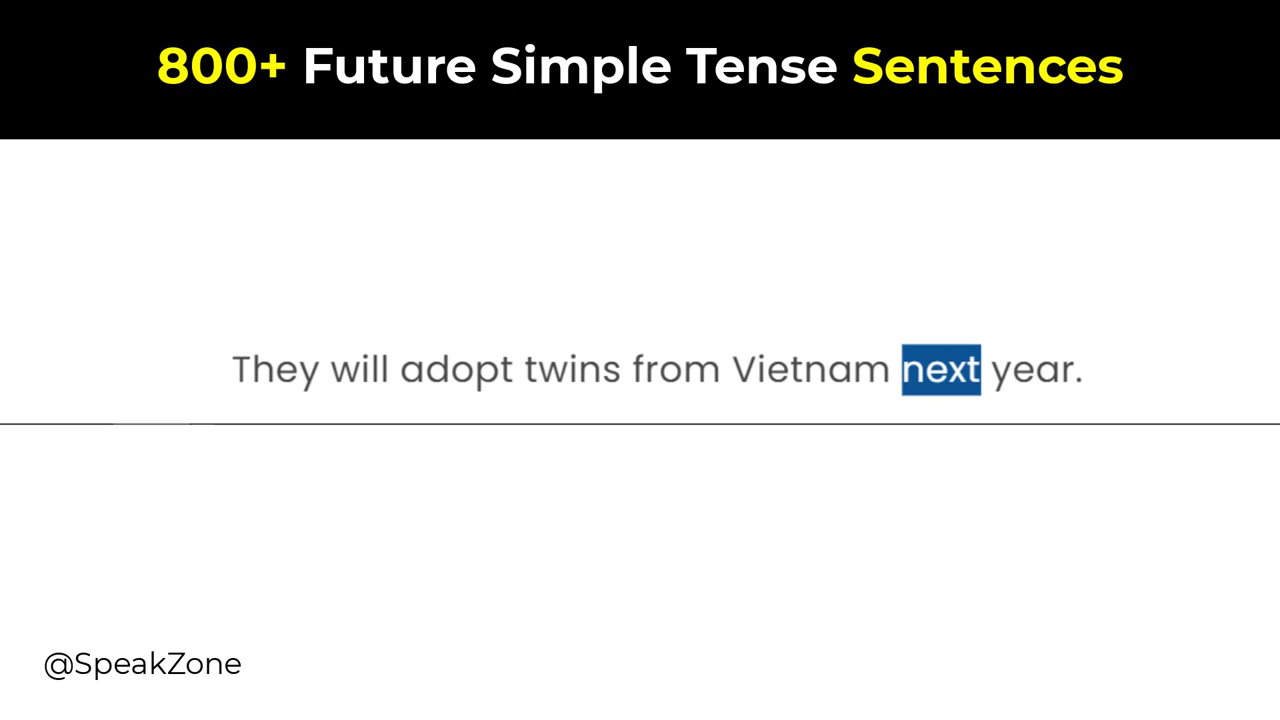 800+ Future Simple Tense Sentences
They will adopt twins from Vietnam next year.
@SpeakZone